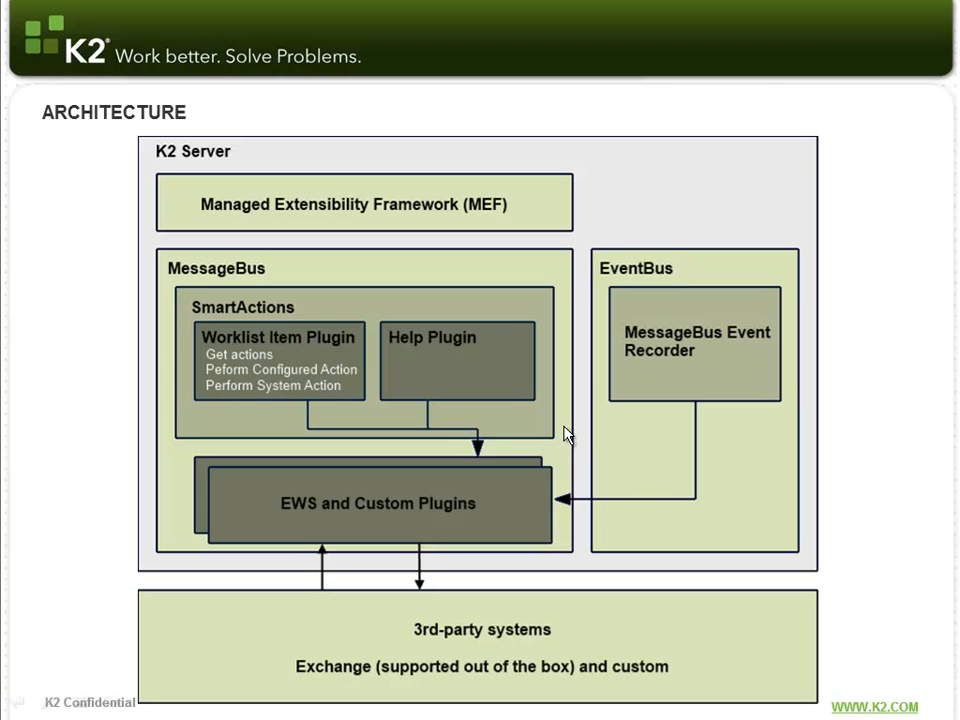 K2® Work better. Solve Problems.
ARCHITECTURE
K2 Server
Managed Extensibility Framework (MEF)
MessageBus
SmartActions
Worklist Item Plugin
Get actions
Peform Configured Action
Perform System Action
Help Plugin
EWS and Custom Plugins
EventBus
MessageBus Event
Recorder
3rd-party systems
Exchange (supported out of the box) and custom
K2 Confidential
WWW.K2.COM